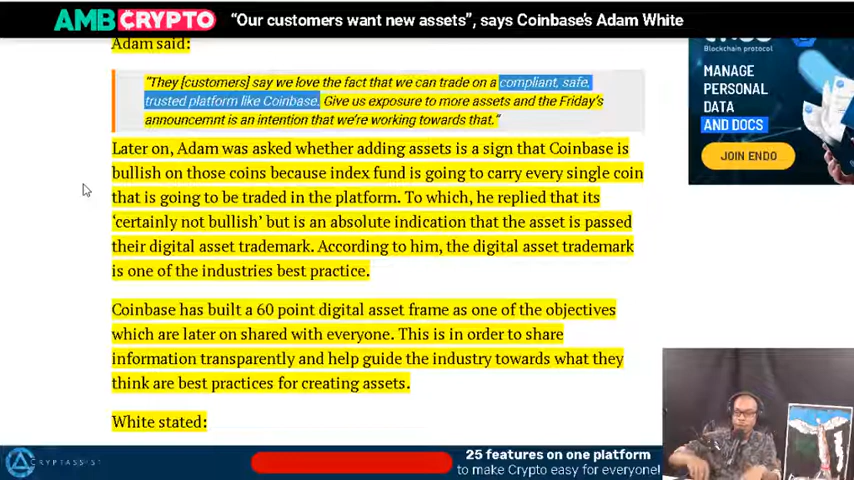 AMBCRYPTO
“Our customers want new assets”, says Coinbase’s Adam White
Adam said:
“They [customers] say we love the fact that we can trade on a compliant, safe,
trusted platform like Coinbase. Give us exposure to more assets and the Friday’s
announcemnt is an intention that we’re working towards that.”
Later on, Adam was asked whether adding assets is a sign that Coinbase is
bullish on those coins because index fund is going to carry every single coin
that is going to be traded in the platform. To which, he replied that its
‘certainly not bullish’ but is an absolute indication that the asset is passed
their digital asset trademark. According to him, the digital asset trademark
is one of the industries best practice.
Coinbase has built a 60 point digital asset frame as one of the objectives
which are later on shared with everyone. This is in order to share
information transparently and help guide the industry towards what they
think are best practices for creating assets.
White stated:
Blockchain protocol
MANAGE
PERSONAL
DATA
AND DOCS
JOIN ENDO
CRYPTASSIST
25 features on one platform
to make Crypto easy for everyone!